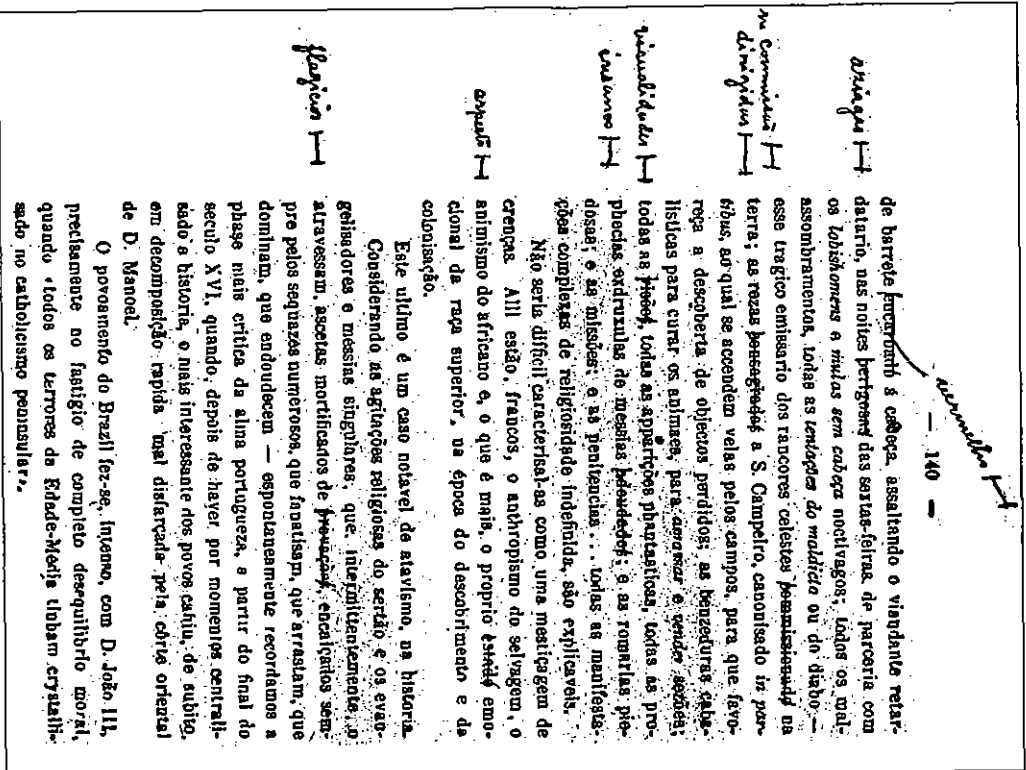 vermelho
— 140 —
de barrete encarnado á cabeça, assaltando o viandante retar-
datario, nas noites das sextas-feiras, de parceria com
aziagas
os lobishomens e mulas sem cabeça noctivagos; todos os mal-
assombramentos, todas as tentações do maldicto ou do diabo —
esse tragico emissario dos rancores celestes commissionado na
em commissão
terra; as rezas a S. Campeiro, canonisado in par-
dirigidas
tibus, ao qual se accendem velas pelos campos, para que favo-
reça a descoberta de objectos perdidos; as benzeduras caba-
listicas para curar os animaes, para amassar e vender sezões;
todas as visões, todas as apparições phantasticas, todas as pro-
visualidades
phecias exdruxulas de messias; e as romarias pie-
insanos
dosas; e as missões; e as penitencias... todas as manifesta-
ções complexas de religiosidade indefinida, são explicaveis.
Não seria difficil caracterisal-as como uma mestiçagem de
crenças. Alli estão, francos, o anthropismo do selvagem, o
animismo do africano e, o que é mais, o proprio estado emo-
aspecto
cional da raça superior, na época do descobrimento e da
colonisação.
Este ultimo é um caso notavel de atavismo, na historia.
Considerando as agitações religiosas do sertão e os evan-
gelisadores e messias singulares, que, intermittentemente, o
atravessam, ascetas mortificados de encalçados sem-
flagicios
pre pelos sequazes numerosos, que fanatisam, que arrastam, que
dominam, que endoudecem — espontaneamente recordamos a
phase mais critica da alma portugueza, a partir do final do
seculo XVI, quando, depois de haver por momentos centrali-
sado a historia, o mais interessante dos povos cahiu, de subito,
em decomposição rapida, mal disfarçada pela côrte oriental
de D. Manoel.
O povoamento do Brazil fez-se, intenso, com D. João III,
precisamente no fastigio de completo desequilibrio moral,
quando «todos os terrores da Edade-Media tinham crystalli-
sado no catholicismo peninsular».